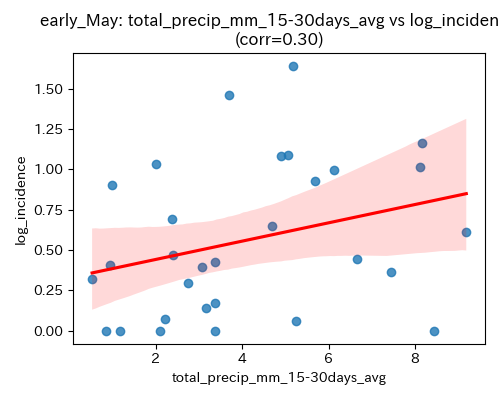 early_May: total_precip_mm_15-30days_avg vs log_inciden
(corr=0.30)
1.50
1.25
1.00
0.75
0.50
0.25
0.00
log_incidence
2
4
6
8
total_precip_mm_15-30days_avg